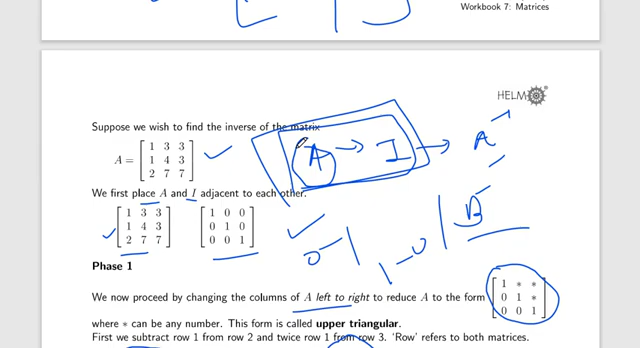 Workbook 7: Matrices
HELM
Suppose we wish to find the inverse of the matrix
A = [ 1 3 3
1 4 3
2 7 7 ]
A → I → A⁻¹
We first place A and I adjacent to each other.
[ 1 3 3
1 4 3
2 7 7 ] [ 1 0 0
0 1 0
0 0 1 ]
Phase 1
We now proceed by changing the columns of A left to right to reduce A to the form [ 1 * *
0 1 *
0 0 1 ]
where * can be any number. This form is called upper triangular.
First we subtract row 1 from row 2 and twice row 1 from row 3. 'Row' refers to both matrices.